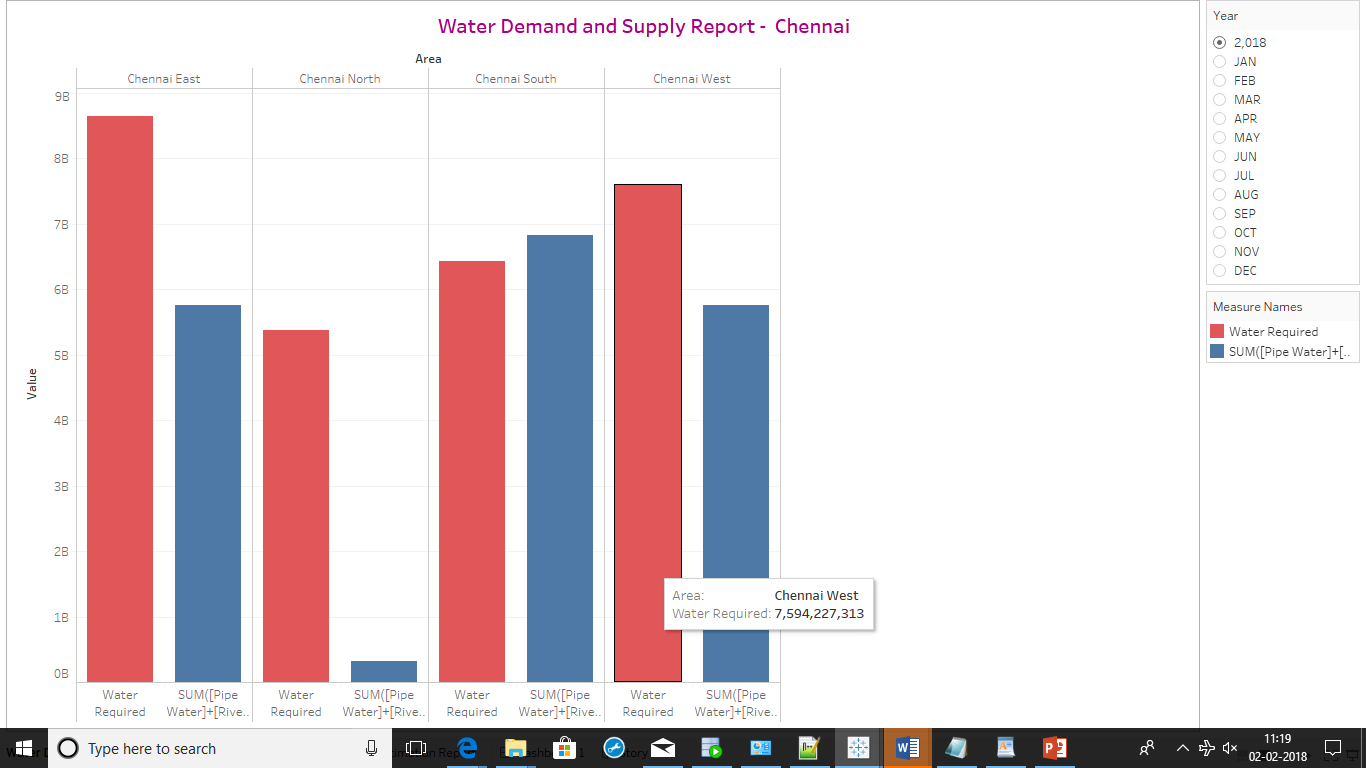 Water Demand and Supply Report - Chennai
Area
Chennai East
Chennai North
Chennai South
Chennai West
9B
8B
7B
6B
5B
4B
3B
2B
1B
0B
Value
Area: Chennai West
Water Required: 7,594,227,313
Water Required
SUM([Pipe Water]+[Rive..
Water Required
SUM([Pipe Water]+[Rive..
Water Required
SUM([Pipe Water]+[Rive..
Water Required
SUM([Pipe Water]+[Rive..
Year
2,018
JAN
FEB
MAR
APR
MAY
JUN
JUL
AUG
SEP
OCT
NOV
DEC
Measure Names
Water Required
SUM([Pipe Water]+[..
Type here to search
11:19
02-02-2018